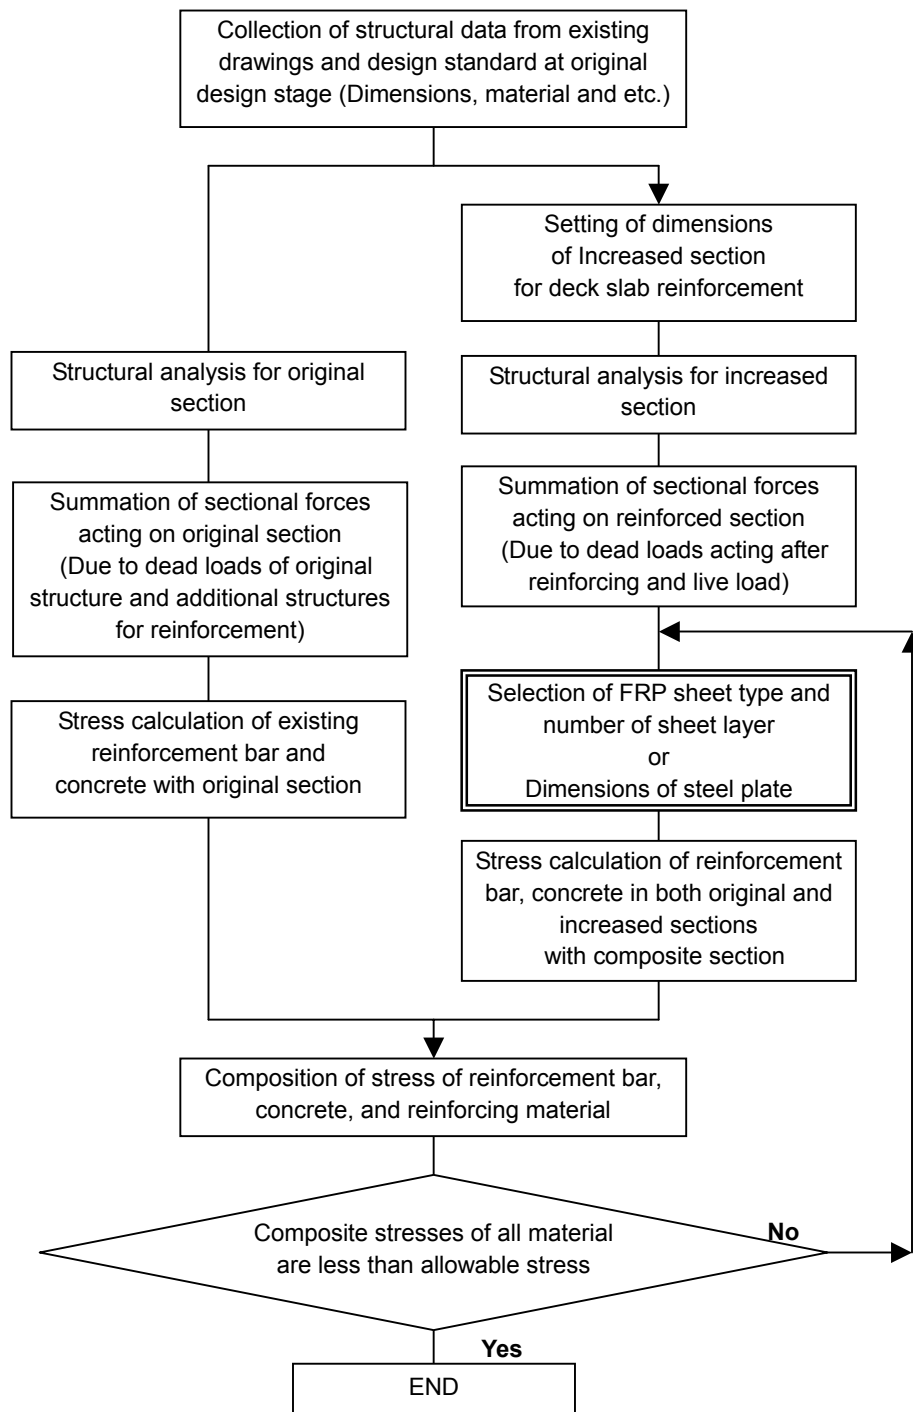 Collection of structural data from existing
drawings and design standard at original
design stage (Dimensions, material and etc.)
Setting of dimensions
of Increased section
for deck slab reinforcement
Structural analysis for original
section
Structural analysis for increased
section
Summation of sectional forces
acting on original section
(Due to dead loads of original
structure and additional structures
for reinforcement)
Summation of sectional forces
acting on reinforced section
(Due to dead loads acting after
reinforcing and live load)
Stress calculation of existing
reinforcement bar and
concrete with original section
Selection of FRP sheet type and
number of sheet layer
or
Dimensions of steel plate
Stress calculation of reinforcement
bar, concrete in both original and
increased sections
with composite section
Composition of stress of reinforcement bar,
concrete, and reinforcing material
Composite stresses of all material
are less than allowable stress
No
Yes
END